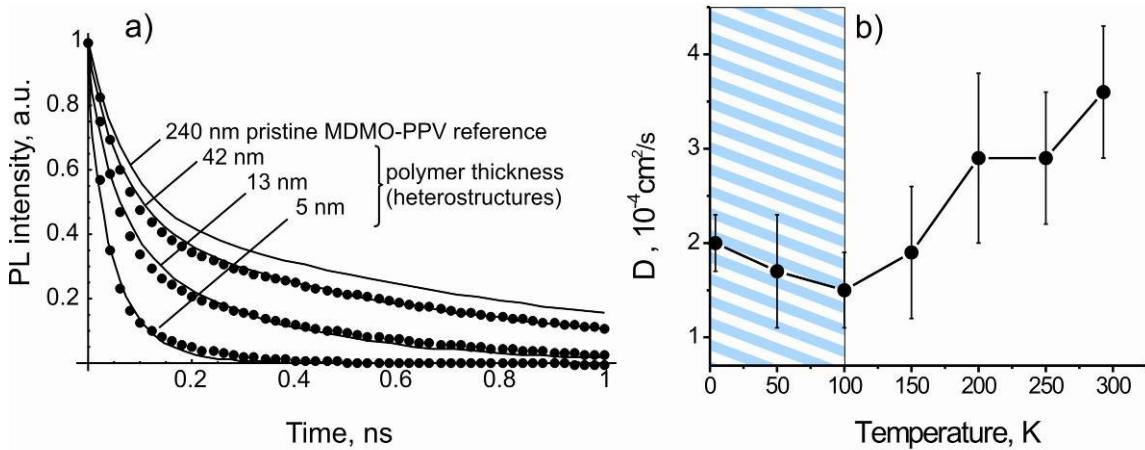 a)
PL intensity, a.u.
1
0.8
0.6
0.4
0.2
240 nm pristine MDMO-PPV reference
42 nm
13 nm
5 nm
polymer thickness
(heterostructures)
0.2
0.4
0.6
0.8
1
Time, ns
b)
D , 10⁻⁴cm²/s
4
3
2
1
0
50
100
150
200
250
300
Temperature, K